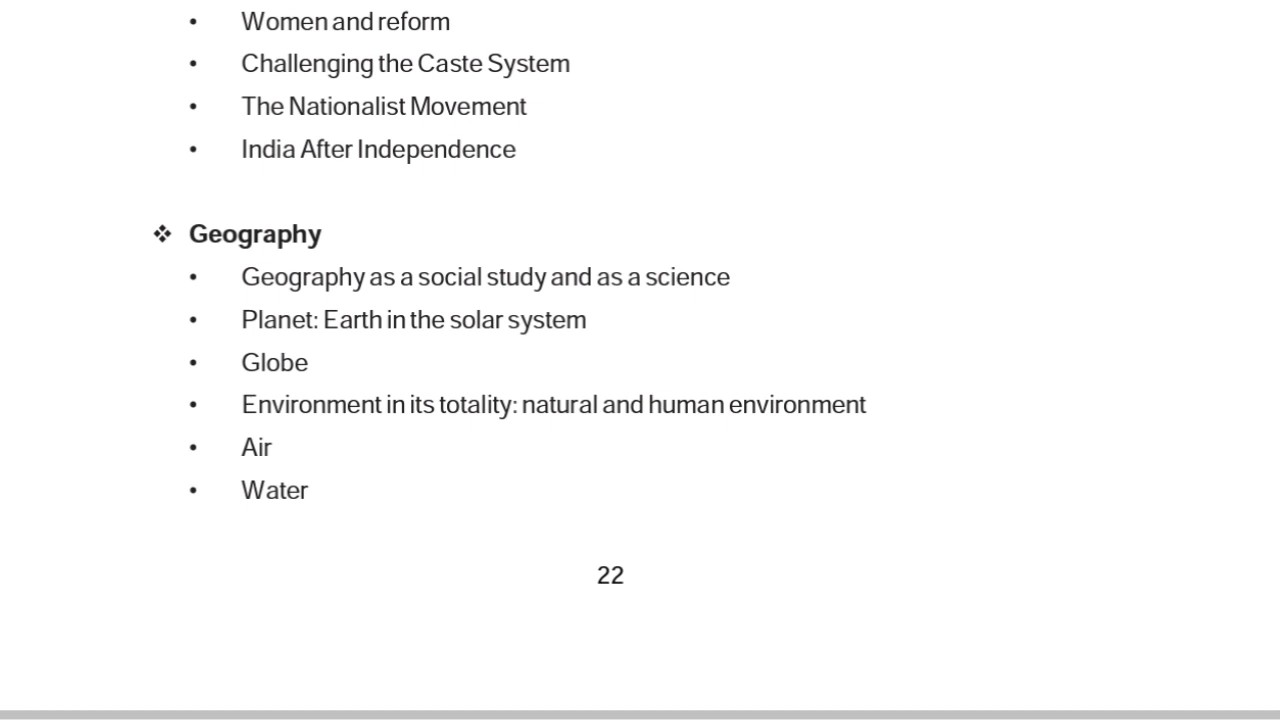 • Women and reform
• Challenging the Caste System
• The Nationalist Movement
• India After Independence
❖ Geography
• Geography as a social study and as a science
• Planet: Earth in the solar system
• Globe
• Environment in its totality: natural and human environment
• Air
• Water
22